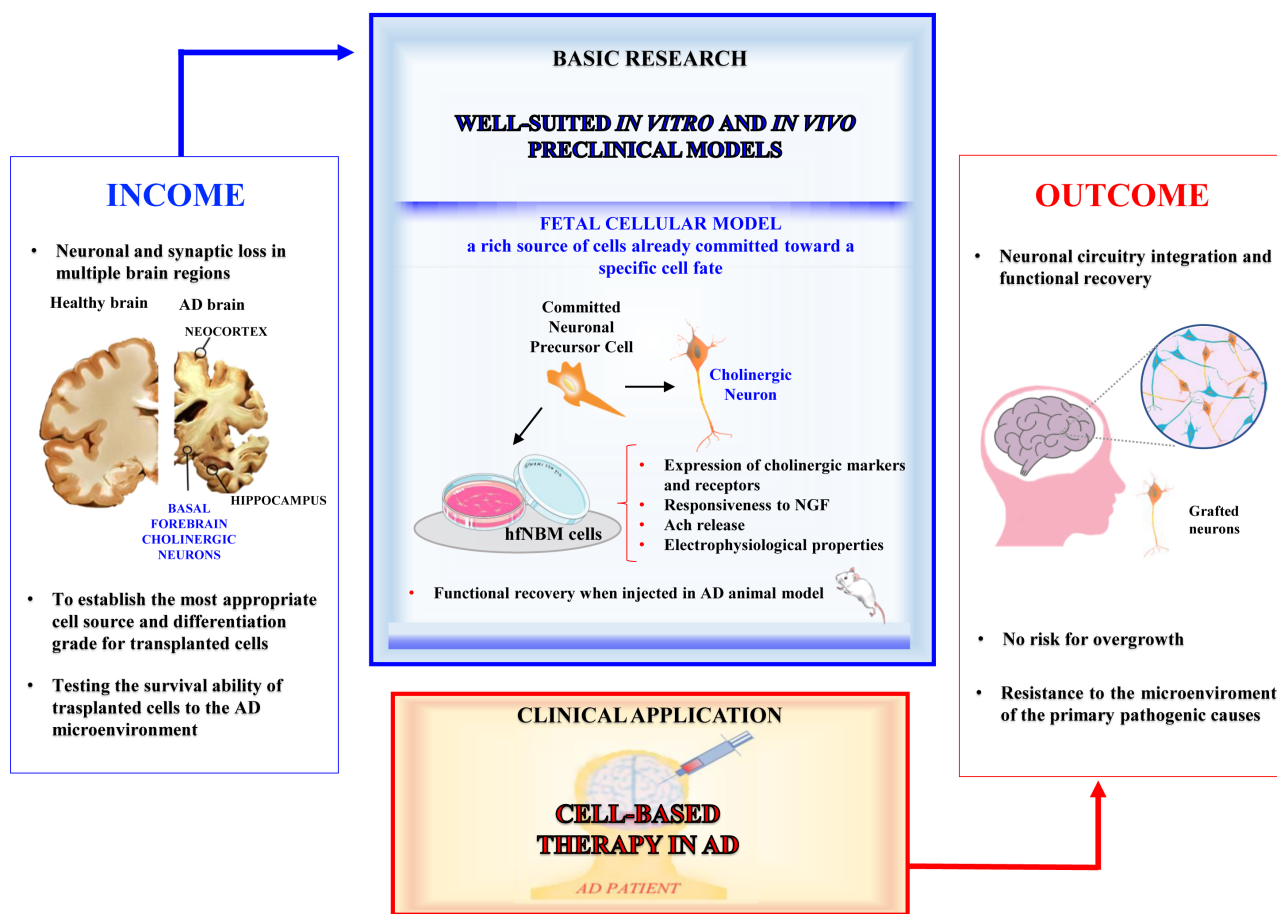 INCOME
• Neuronal and synaptic loss in
multiple brain regions
Healthy brain
AD brain
NEOCORTEX
HIPPOCAMPUS
BASAL
FOREBRAIN
CHOLINERGIC
NEURONS
• To establish the most appropriate
cell source and differentiation
grade for transplanted cells
• Testing the survival ability of
trasplanted cells to the AD
microenvironment
BASIC RESEARCH
WELL-SUITED IN VITRO AND IN VIVO
PRECLINICAL MODELS
FETAL CELLULAR MODEL
a rich source of cells already committed toward a
specific cell fate
Committed
Neuronal
Precursor Cell
Cholinergic
Neuron
hfNBM cells
• Expression of cholinergic markers
and receptors
• Responsiveness to NGF
• Ach release
• Electrophysiological properties
• Functional recovery when injected in AD animal model
CLINICAL APPLICATION
CELL-BASED
THERAPY IN AD
AD PATIENT
OUTCOME
• Neuronal circuitry integration and
functional recovery
Grafted
neurons
• No risk for overgrowth
• Resistance to the microenviroment
of the primary pathogenic causes